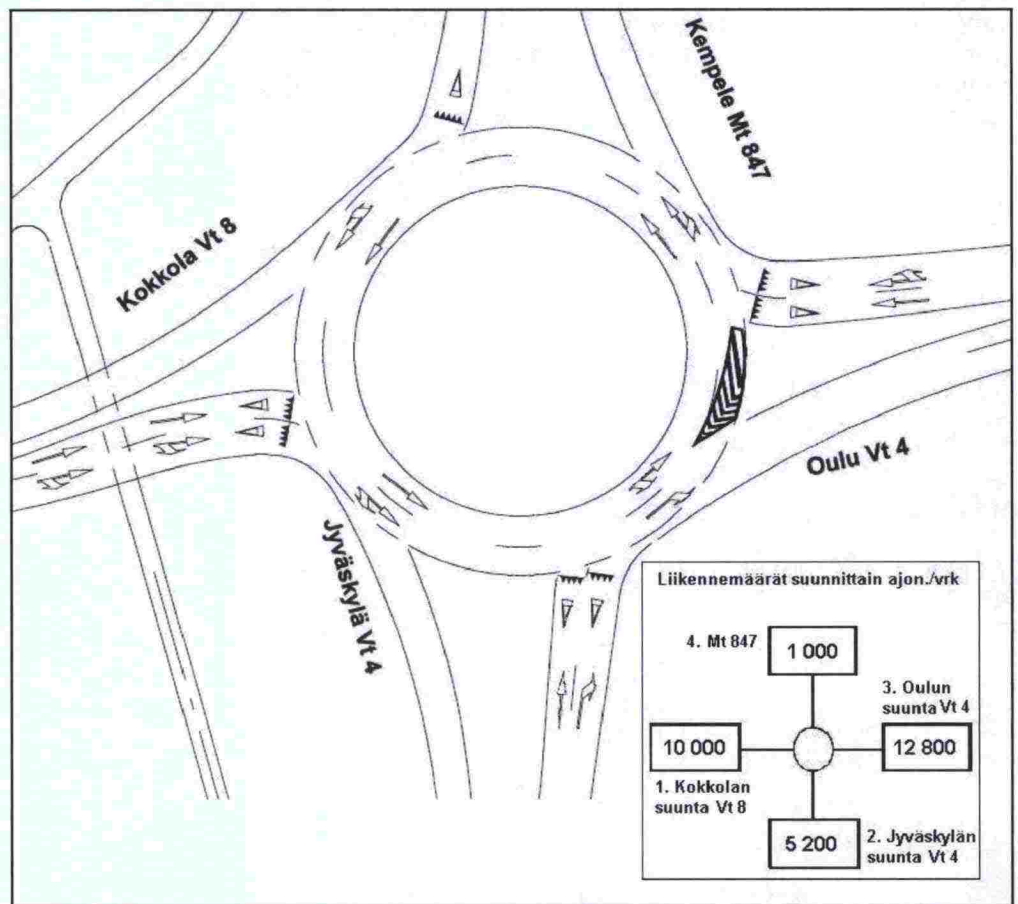 Kempele Mt 847
Kokkola Vt 8
Oulu Vt 4
Jyväskylä Vt 4
Liikennemäärät suunnittain ajon./vrk
4. Mt 847
1 000
3. Oulun
suunta Vt 4
10 000
12 800
1. Kokkolan
suunta Vt 8
5 200
2. Jyväskylän
suunta Vt 4